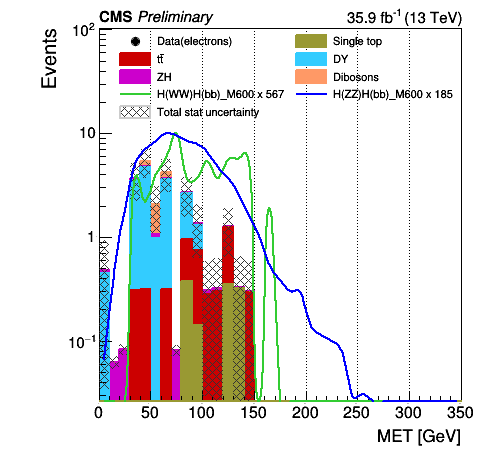 CMS Preliminary 35.9 fb⁻¹ (13 TeV)
Data(electrons) Single top
tt̄ DY
ZH Dibosons
H(WW)H(bb)_M600 x 567 H(ZZ)H(bb)_M600 x 185
Total stat uncertainty
Events
10²
10
1
10⁻¹
0 50 100 150 200 250 300 350
MET [GeV]